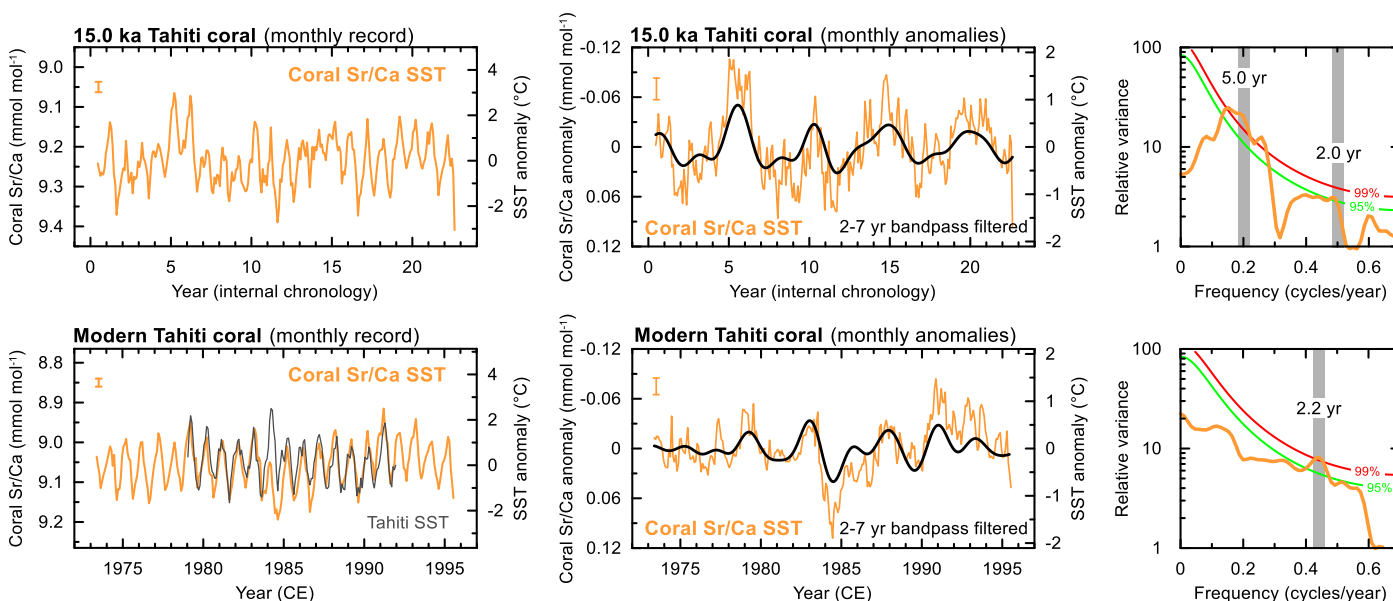 15.0 ka Tahiti coral (monthly record)
Coral Sr/Ca SST
Coral Sr/Ca (mmol mol-1)
9.0
9.1
9.2
9.3
9.4
4
2
0
-2
SST anomaly (°C)
0 5 10 15 20
Year (internal chronology)
15.0 ka Tahiti coral (monthly anomalies)
Coral Sr/Ca anomaly (mmol mol-1)
-0.12
-0.06
0
0.06
0.12
2
1
0
-1
-2
SST anomaly (°C)
Coral Sr/Ca SST
2-7 yr bandpass filtered
0 5 10 15 20
Year (internal chronology)
Relative variance
100
10
1
5.0 yr
2.0 yr
99%
95%
0 0.2 0.4 0.6
Frequency (cycles/year)
Modern Tahiti coral (monthly record)
Coral Sr/Ca SST
Coral Sr/Ca (mmol mol-1)
8.8
8.9
9.0
9.1
9.2
4
2
0
-2
SST anomaly (°C)
Tahiti SST
1975 1980 1985 1990 1995
Year (CE)
Modern Tahiti coral (monthly anomalies)
Coral Sr/Ca anomaly (mmol mol-1)
-0.12
-0.06
0
0.06
0.12
2
1
0
-1
-2
SST anomaly (°C)
Coral Sr/Ca SST
2-7 yr bandpass filtered
1975 1980 1985 1990 1995
Year (CE)
Relative variance
100
10
1
2.2 yr
99%
95%
0 0.2 0.4 0.6
Frequency (cycles/year)